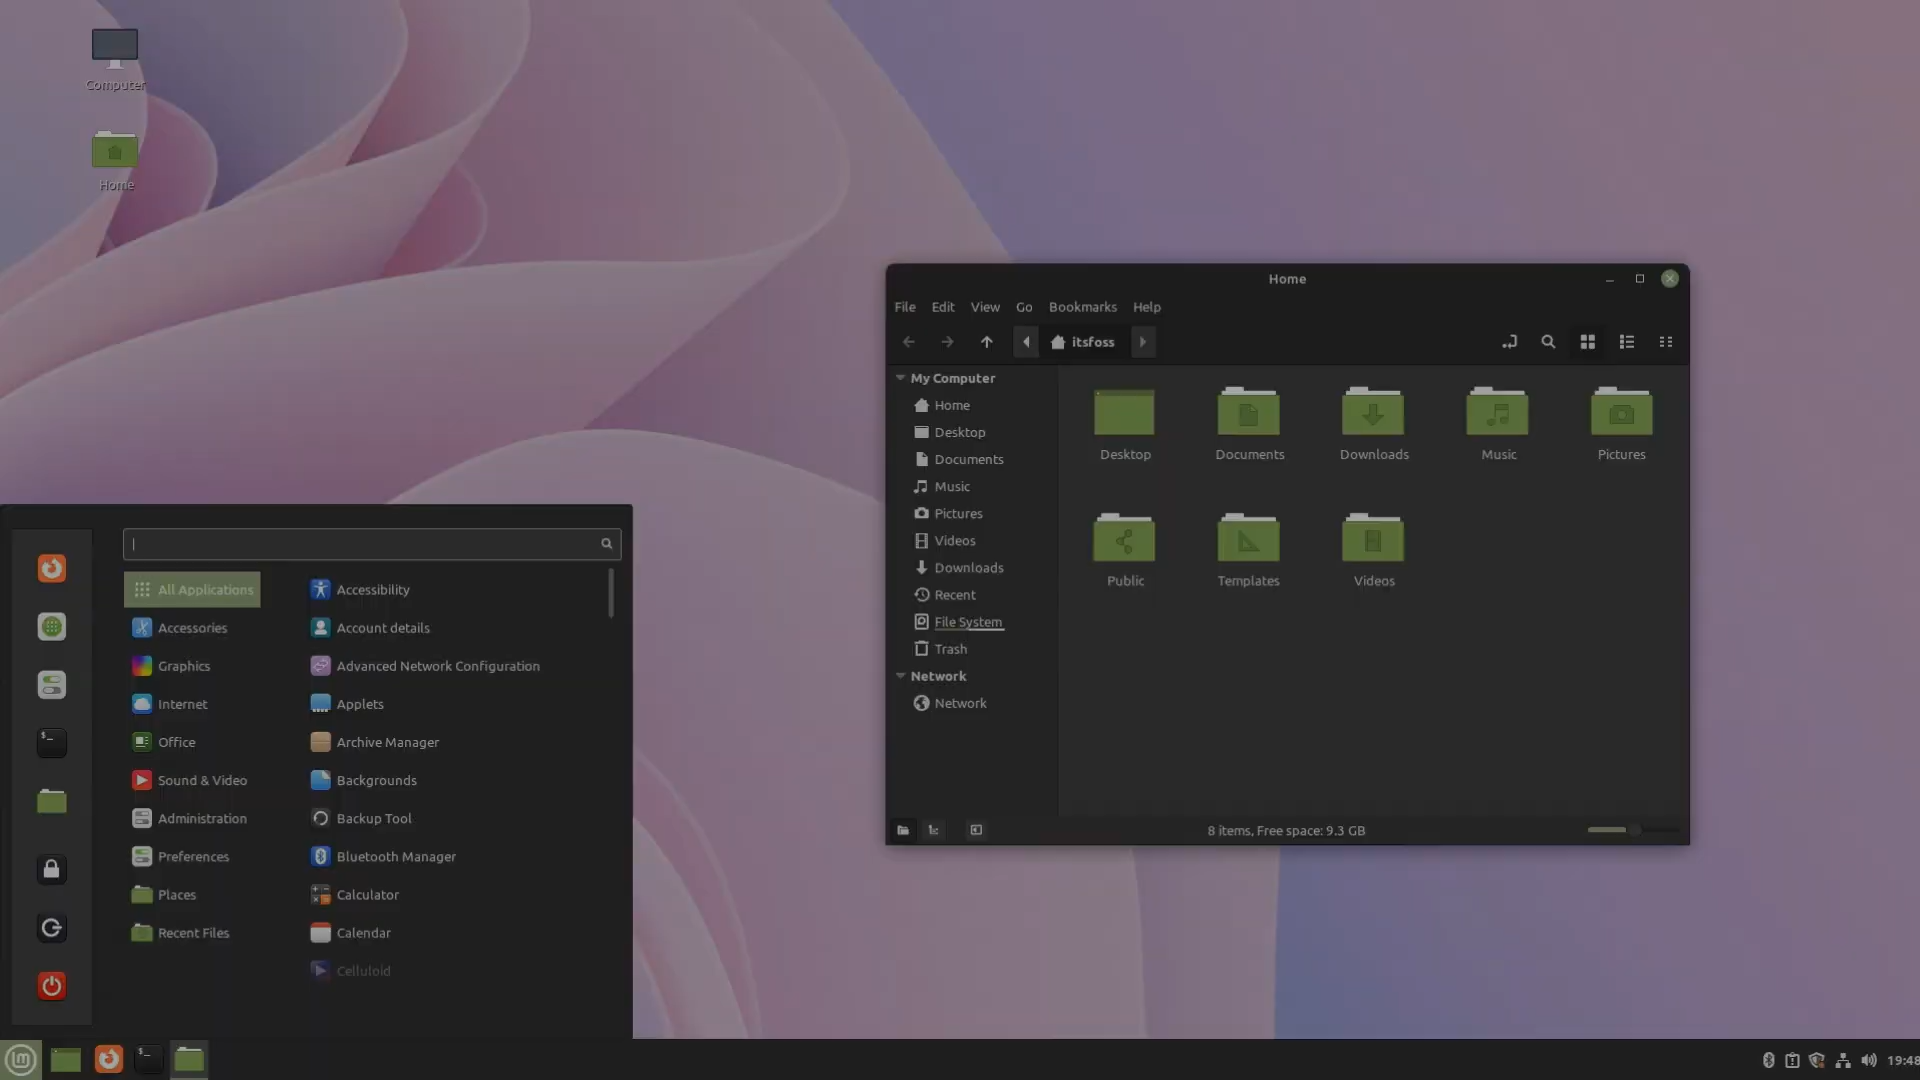 Computer
Home
Home
File Edit View Go Bookmarks Help
itsfoss
My Computer
Home
Desktop
Documents
Music
Pictures
Videos
Downloads
Recent
File System
Trash
Network
Network
Desktop Documents Downloads Music Pictures
Public Templates Videos
8 items, Free space: 9.3 GB
All Applications
Accessories
Graphics
Internet
Office
Sound & Video
Administration
Preferences
Places
Recent Files
Accessibility
Account details
Advanced Network Configuration
Applets
Archive Manager
Backgrounds
Backup Tool
Bluetooth Manager
Calculator
Calendar
Celluloid
19:48